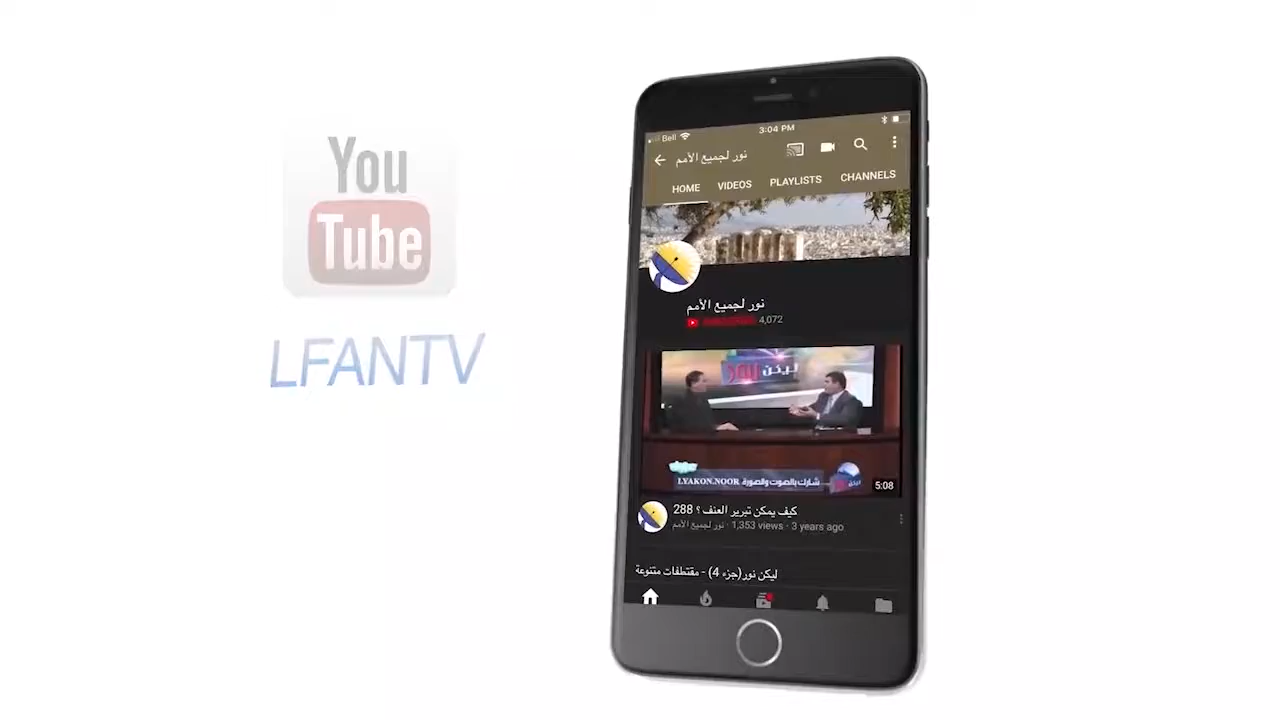 You
Tube
LFANTV
Bell
3:04 PM
نور لجميع الأمم
HOME
VIDEOS
PLAYLISTS
CHANNELS
نور لجميع الأمم
4,072
ليكن نور
LYAKON.NOOR شارك بالصوت والصورة
5:08
كيف يمكن تبرير العنف ؟ 288
نور لجميع الأمم · 1,353 views · 3 years ago
ليكن نور(جزء 4) - مقتطفات متنوعة